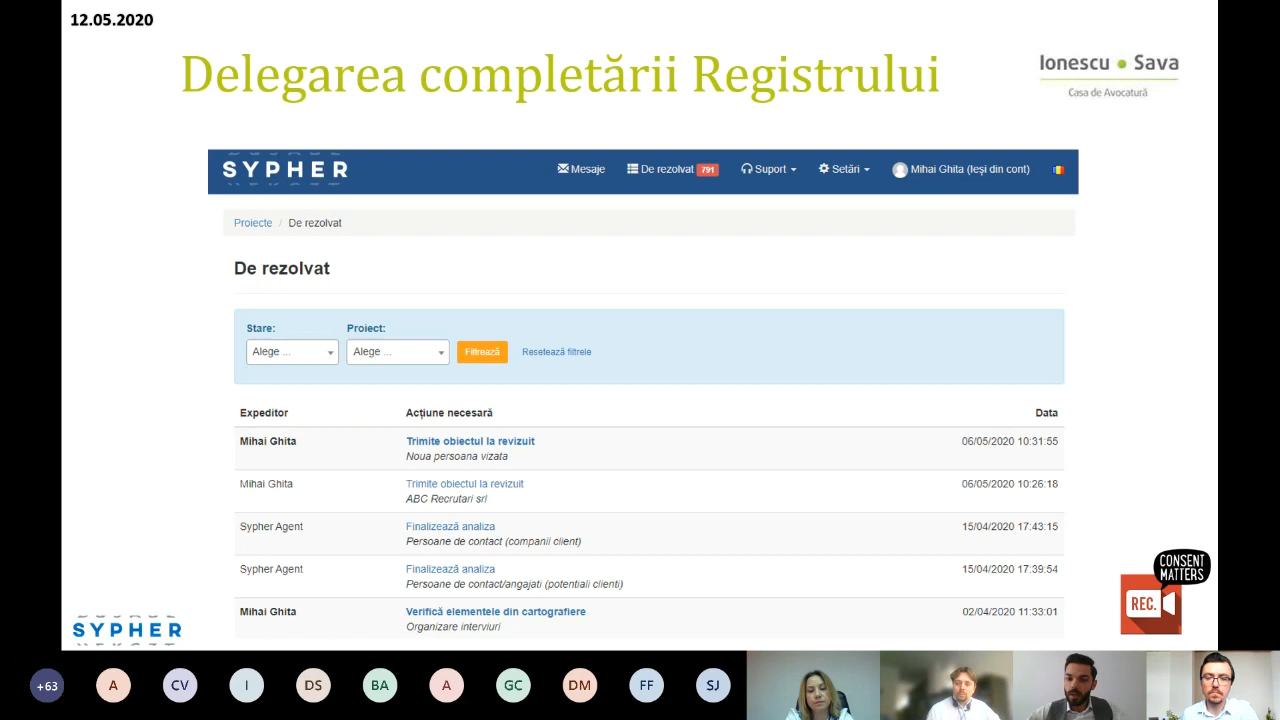 12.05.2020
Delegarea completării Registrului
Ionescu • Sava
Casa de Avocatură
SYPHER
Mesaje De rezolvat 791 Suport Setări Mihai Ghita (Ieși din cont)
Proiecte / De rezolvat
De rezolvat
Stare: Proiect:
Alege ... Alege ... Filtrează Resetează filtrele
Expeditor Acțiune necesară Data
Mihai Ghita Trimite obiectul la revizuit 06/05/2020 10:31:55
Noua persoana vizata
Mihai Ghita Trimite obiectul la revizuit 06/05/2020 10:26:18
ABC Recrutari srl
Sypher Agent Finalizează analiza 15/04/2020 17:43:15
Persoane de contact (companii client)
Sypher Agent Finalizează analiza 15/04/2020 17:39:54
Persoane de contact/angajati (potentiali clienti)
Mihai Ghita Verifică elementele din cartografiere 02/04/2020 11:33:01
Organizare interviuri
CONSENT
MATTERS
REC.
SYPHER
+63 A CV I DS BA A GC DM FF SJ